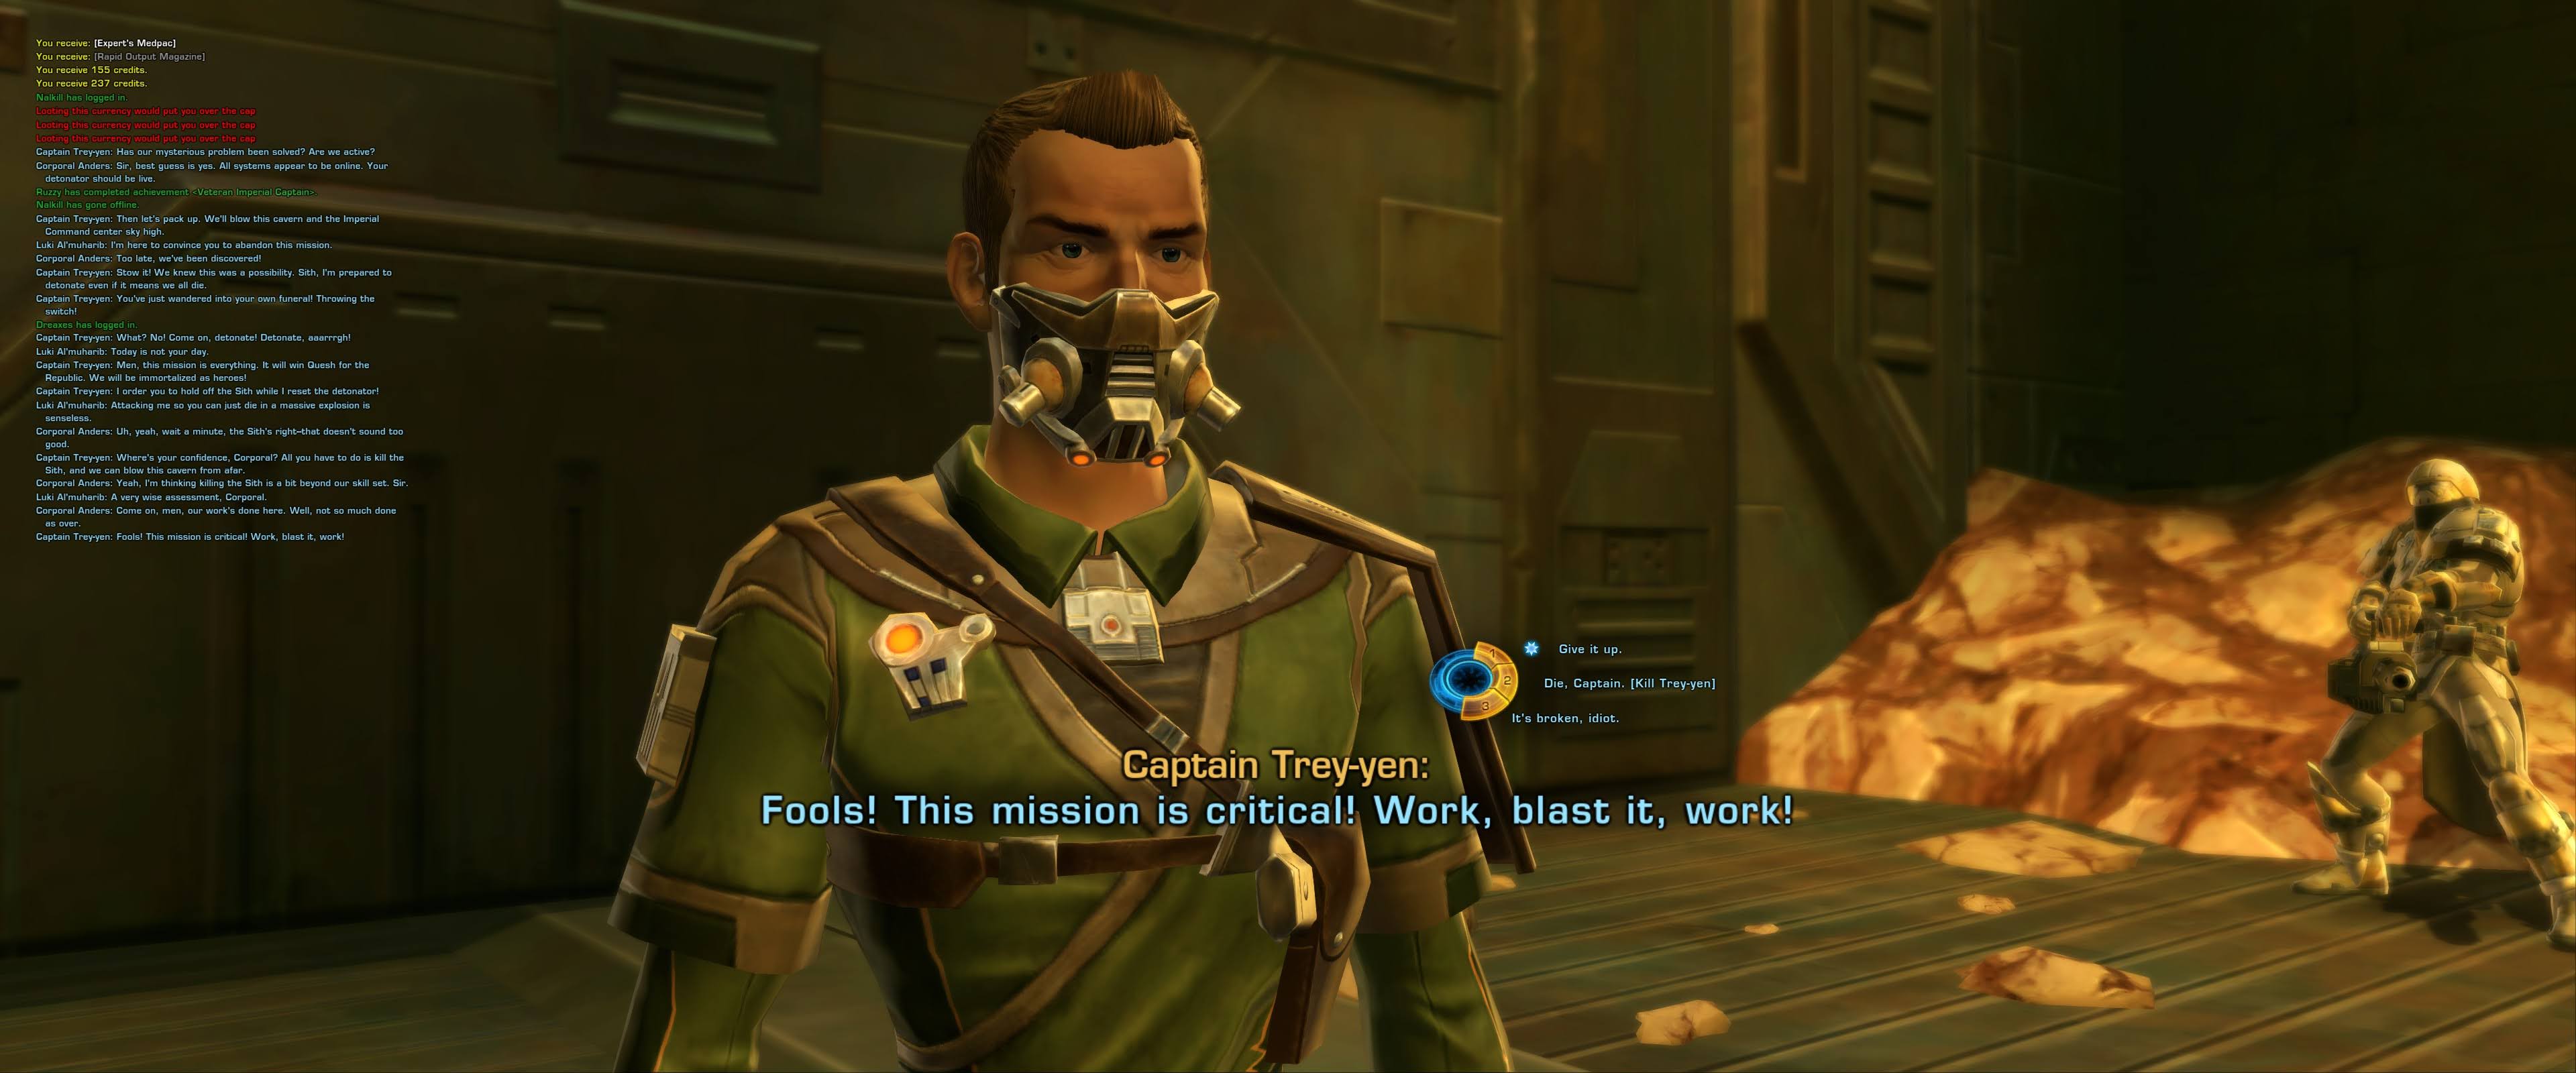 You receive: [Expert's Medpac]
You receive: [Rapid Output Magazine]
You receive 155 credits.
You receive 237 credits.
Nalkill has logged in.
Looting this currency would put you over the cap
Looting this currency would put you over the cap
Looting this currency would put you over the cap
Captain Trey-yen: Has our mysterious problem been solved? Are we active?
Corporal Anders: Sir, best guess is yes. All systems appear to be online. Your
detonator should be live.
Ruzzy has completed achievement <Veteran Imperial Captain>
Nalkill has gone offline.
Captain Trey-yen: Then let's pack up. We'll blow this cavern and the Imperial
Command center sky high.
Luki Al'muharib: I'm here to convince you to abandon this mission.
Corporal Anders: Too late, we've been discovered!
Captain Trey-yen: Stow it! We knew this was a possibility. Sith, I'm prepared to
detonate even if it means we all die.
Captain Trey-yen: You've just wandered into your own funeral! Throwing the
switch!
Dreaxes has logged in.
Captain Trey-yen: What? No! Come on, detonate! Detonate, aaarrrgh!
Luki Al'muharib: Today is not your day.
Captain Trey-yen: Men, this mission is everything. It will win Quesh for the
Republic. We will be immortalized as heroes!
Captain Trey-yen: I order you to hold off the Sith while I reset the detonator!
Luki Al'muharib: Attacking me so you can just die in a massive explosion is
senseless.
Corporal Anders: Uh, yeah, wait a minute, the Sith's right—that doesn't sound too
good.
Captain Trey-yen: Where's your confidence, Corporal? All you have to do is kill the
Sith, and we can blow this cavern from afar.
Corporal Anders: Yeah, I'm thinking killing the Sith is a bit beyond our skill set. Sir.
Luki Al'muharib: A very wise assessment, Corporal.
Corporal Anders: Come on, men, our work's done here. Well, not so much done
as over.
Captain Trey-yen: Fools! This mission is critical! Work, blast it, work!
1 Give it up.
2 Die, Captain. [Kill Trey-yen]
3 It's broken, idiot.
Captain Trey-yen:
Fools! This mission is critical! Work, blast it, work!